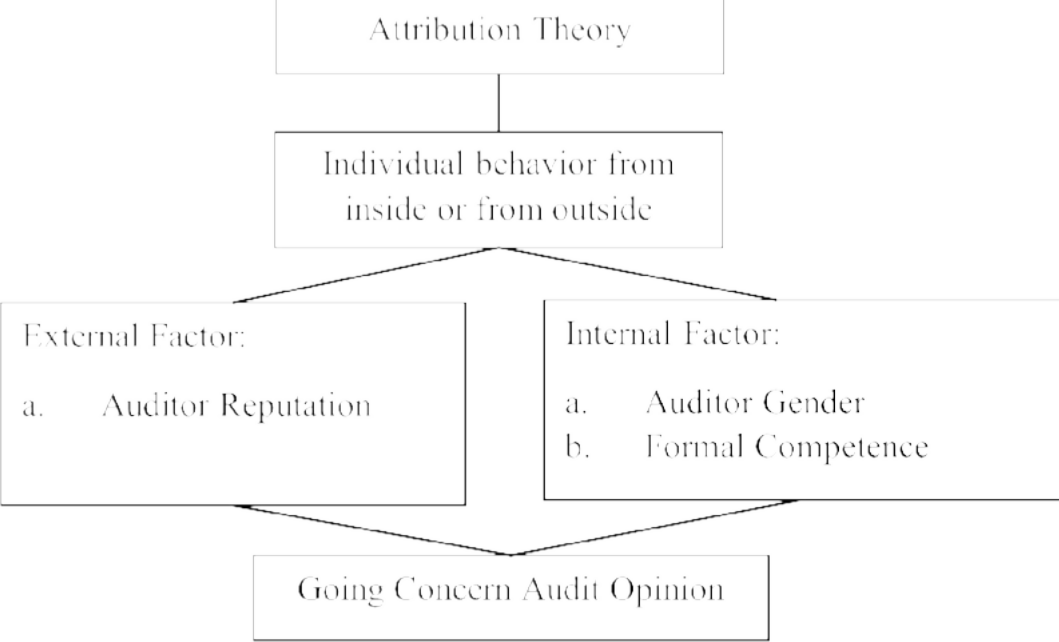 Attribution Theory
Individual behavior from
inside or from outside
External Factor:
a. Auditor Reputation
Internal Factor:
a. Auditor Gender
b. Formal Competence
Going Concern Audit Opinion